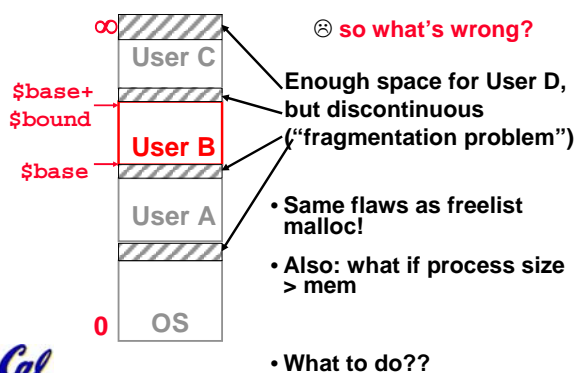 ☹ so what's wrong?
∞
User C
$base+
$bound
User B
$base
User A
0
OS
Enough space for User D,
but discontinuous
("fragmentation problem")
• Same flaws as freelist
malloc!
• Also: what if process size
> mem
• What to do??
Cal